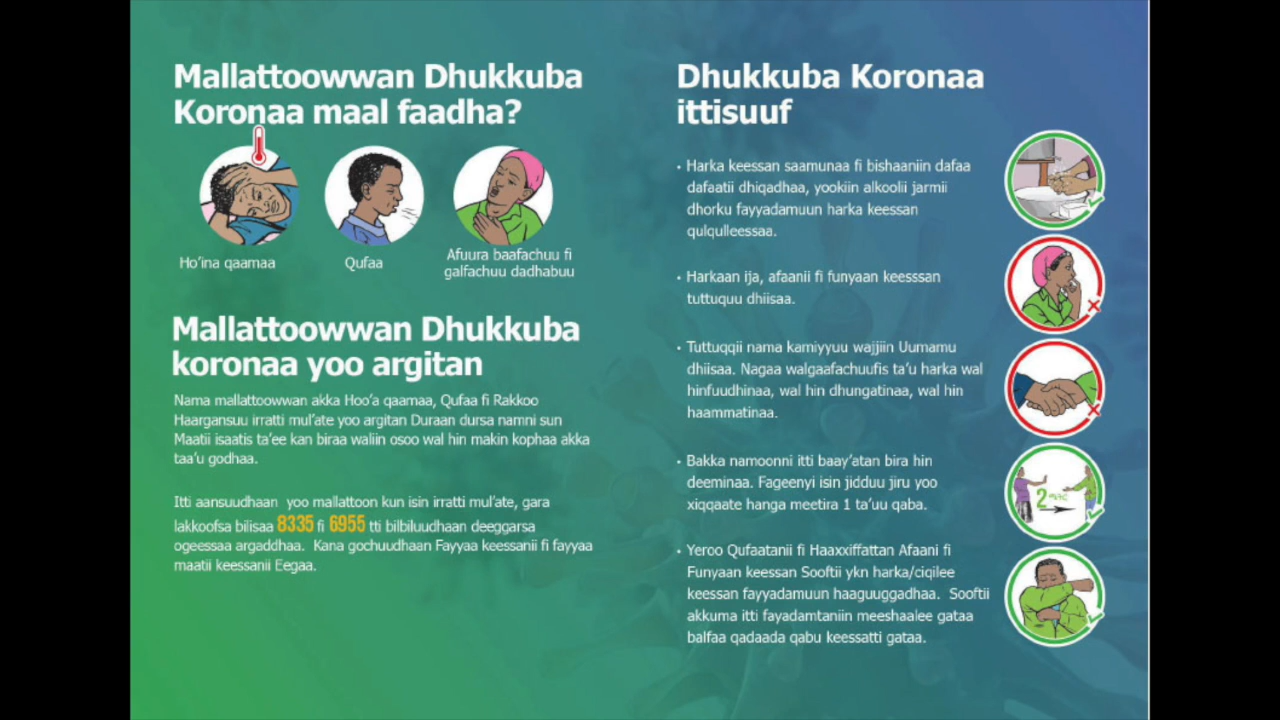 Mallattoowwan Dhukkuba
Koronaa maal faadha?
Ho'ina qaamaa
Qufaa
Afuura baafachuu fi
galfachuu dadhabuu
Mallattoowwan Dhukkuba
koronaa yoo argitan
Nama mallattoowwan akka Hoo'a qaamaa, Qufaa fi Rakkoo
Haargansuu irratti mul'ate yoo argitan Duraan dursa namni sun
Maatii isaatis ta'ee kan biraa waliin osoo wal hin makin kophaa akka
taa'u godhaa.
Itti aansuudhaan yoo mallattoon kun isin irratti mul'ate, gara
lakkoofsa bilisaa 8335 fi 6955 tti bilbiluudhaan deeggarsa
ogeessaa argaddhaa. Kana gochuudhaan Fayyaa keessanii fi fayyaa
maatii keessanii Eegaa.
Dhukkuba Koronaa
ittisuuf
• Harka keessan saamunaa fi bishaaniin dafaa
dafaatii dhiqadhaa, yookiin alkoolii jarmii
dhorku fayyadamuun harka keessan
qulqulleessaa.
• Harkaan ija, afaanii fi funyaan keesssan
tuttuquu dhiisaa.
• Tuttuqqii nama kamiyyuu wajjiin Uumamu
dhiisaa. Nagaa walgaafachuufis ta'u harka wal
hinfuudhinaa, wal hin dhungatinaa, wal hin
haammatinaa.
• Bakka namoonni itti baay'atan bira hin
deeminaa. Fageenyi isin jidduu jiru yoo
xiqqaate hanga meetira 1 ta'uu qaba.
2 ሜትር
• Yeroo Qufaatanii fi Haaxxiffattan Afaani fi
Funyaan keessan Sooftii ykn harka/ciqilee
keessan fayyadamuun haaguuggadhaa. Sooftii
akkuma itti fayadamtaniin meeshaalee gataa
balfaa qadaada qabu keessatti gataa.